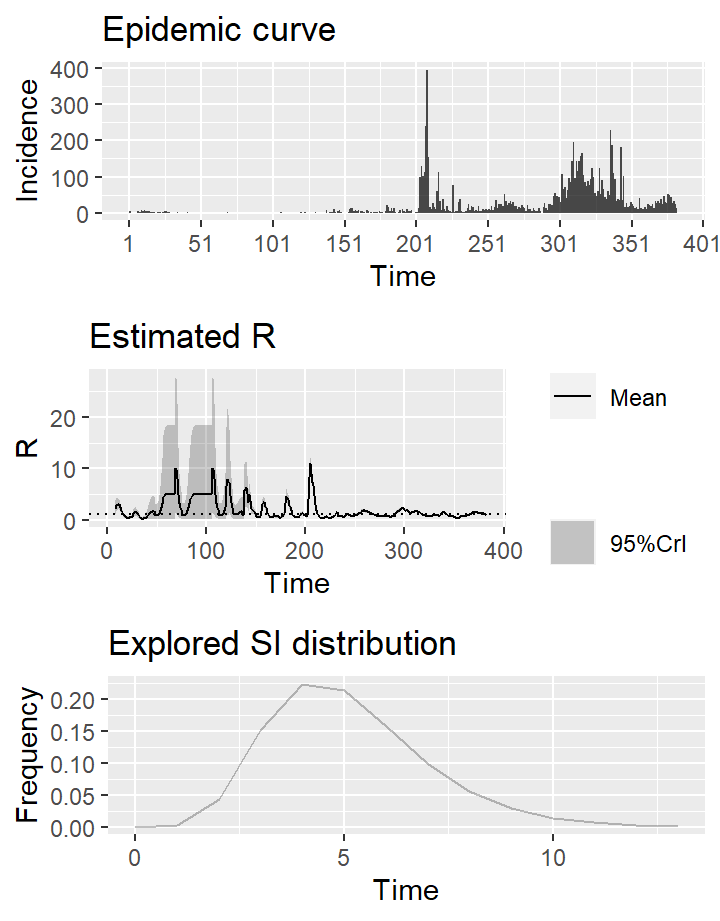 Epidemic curve
400
300
200
100
0
Incidence
1 51 101 151 201 251 301 351 401
Time
Estimated R
20
10
0
R
0 100 200 300 400
Time
Mean
95%CrI
Explored SI distribution
0.20
0.15
0.10
0.05
0.00
Frequency
0 5 10
Time